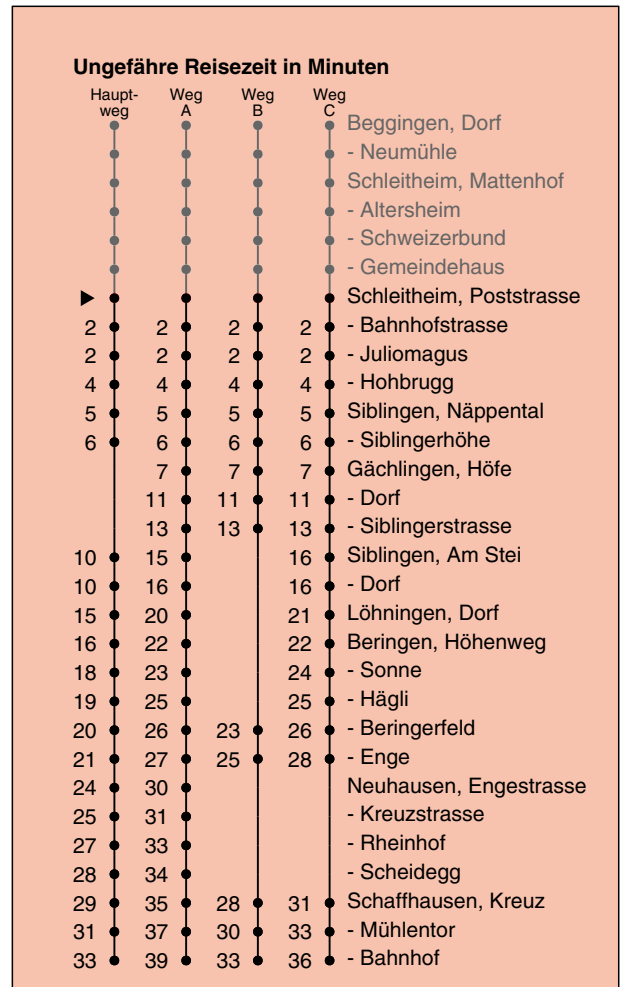 Ungefähre Reisezeit in Minuten
Haupt- Weg Weg Weg
weg A B C
Beggingen, Dorf
- Neumühle
Schleitheim, Mattenhof
- Altersheim
- Schweizerbund
- Gemeindehaus
Schleitheim, Poststrasse
2 2 2 2 - Bahnhofstrasse
2 2 2 2 - Juliomagus
4 4 4 4 - Hohbrugg
5 5 5 5 Siblingen, Näppental
6 6 6 6 - Siblingerhöhe
7 7 7 Gächlingen, Höfe
11 11 11 - Dorf
13 13 13 - Siblingerstrasse
10 15 16 Siblingen, Am Stei
10 16 16 - Dorf
15 20 21 Löhningen, Dorf
16 22 22 Beringen, Höhenweg
18 23 24 - Sonne
19 25 25 - Hägli
20 26 23 26 - Beringerfeld
21 27 25 28 - Enge
24 30 Neuhausen, Engestrasse
25 31 - Kreuzstrasse
27 33 - Rheinhof
28 34 - Scheidegg
29 35 28 31 Schaffhausen, Kreuz
31 37 30 33 - Mühlentor
33 39 33 36 - Bahnhof